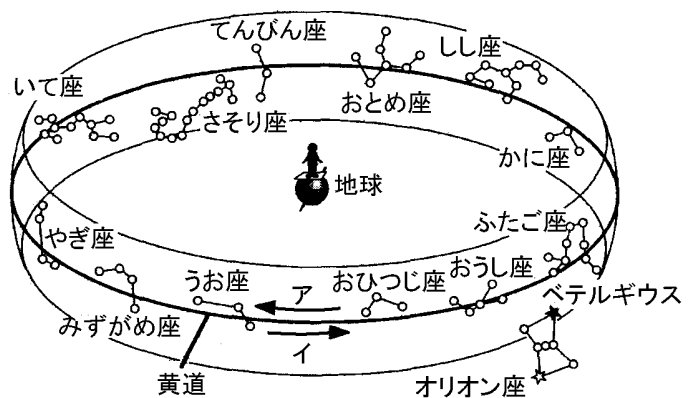 てんびん座
しし座
いて座
さそり座
おとめ座
かに座
地球
ふたご座
やぎ座
うお座
ア
おひつじ座
おうし座
みずがめ座
イ
ベテルギウス
黄道
オリオン座